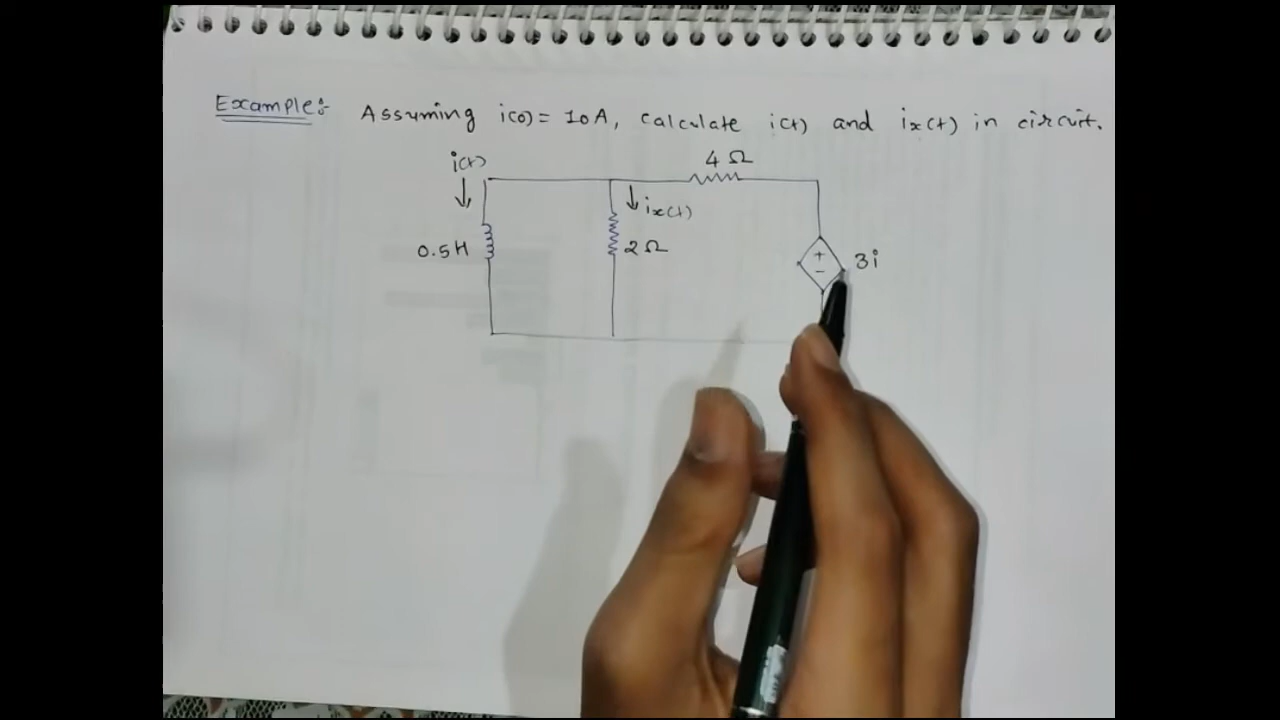 Example:- Assuming i(0) = 10A, calculate i(t) and ix(t) in circuit.
i(t)
4 Ω
ix(t)
0.5H
2Ω
+
-
3i